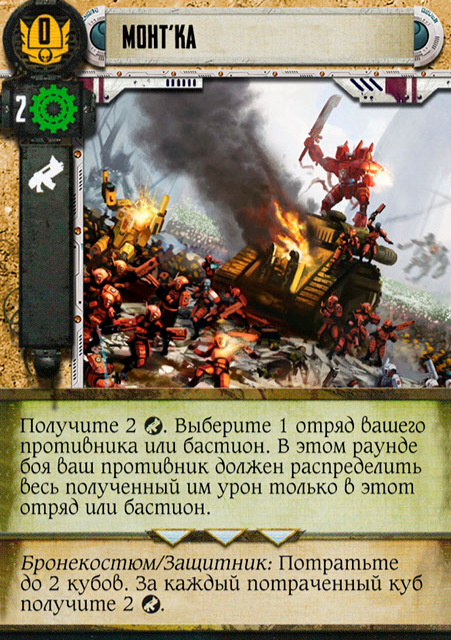 0
МОНТ'КА
2
Получите 2 . Выберите 1 отряд вашего
противника или бастион. В этом раунде
боя ваш противник должен распределить
весь полученный им урон только в этот
отряд или бастион.
Бронекостюм/Защитник: Потратьте
до 2 кубов. За каждый потраченный куб
получите 2 .